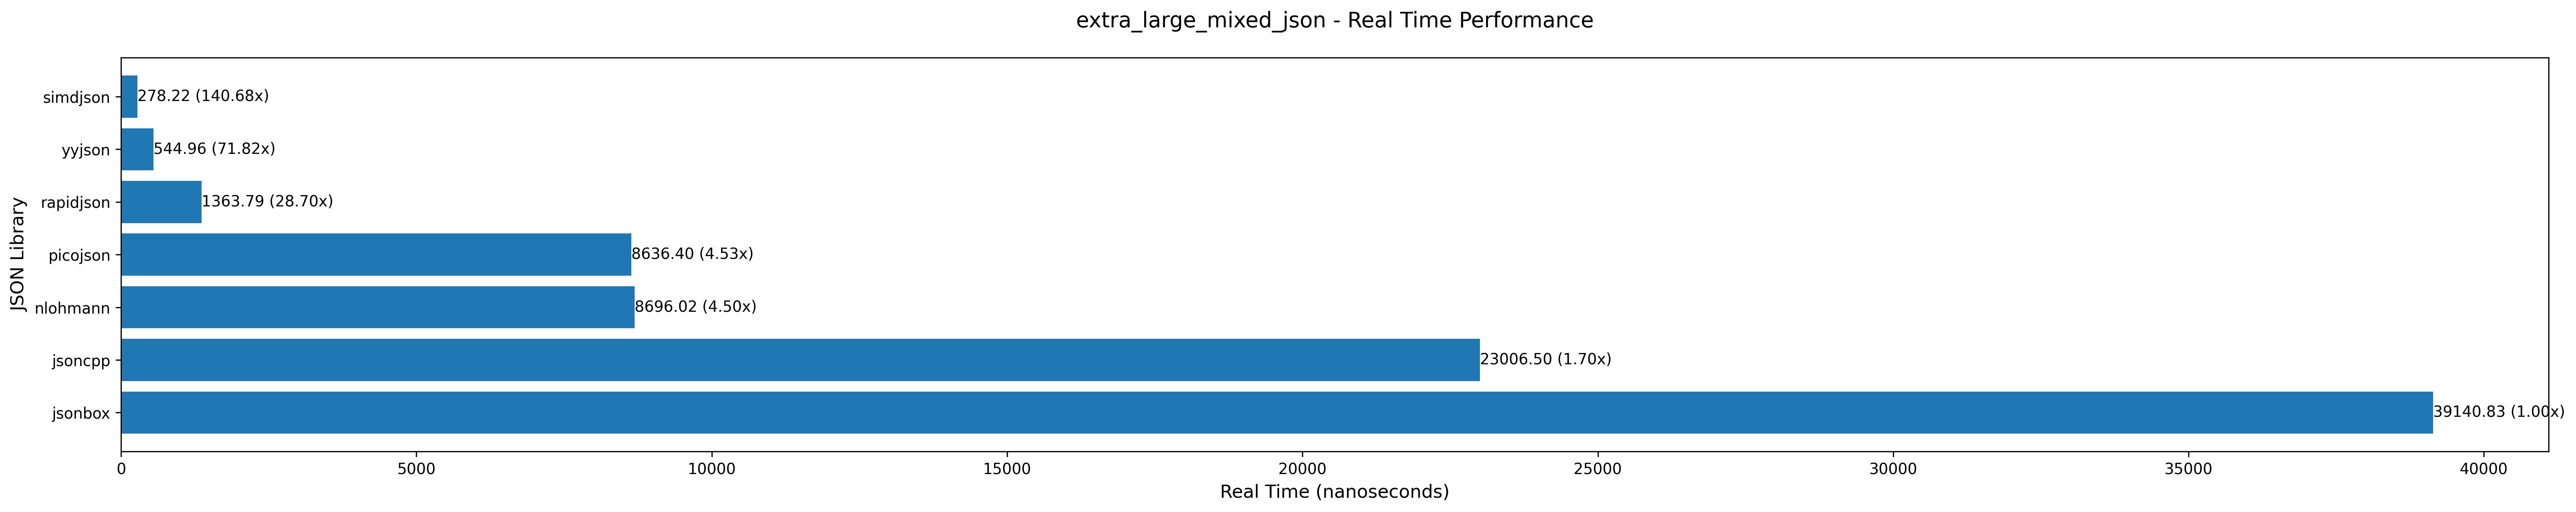 extra_large_mixed_json - Real Time Performance
JSON Library
simdjson 278.22 (140.68x)
yyjson 544.96 (71.82x)
rapidjson 1363.79 (28.70x)
picojson 8636.40 (4.53x)
nlohmann 8696.02 (4.50x)
jsoncpp 23006.50 (1.70x)
jsonbox 39140.83 (1.00x)
0 5000 10000 15000 20000 25000 30000 35000 40000
Real Time (nanoseconds)